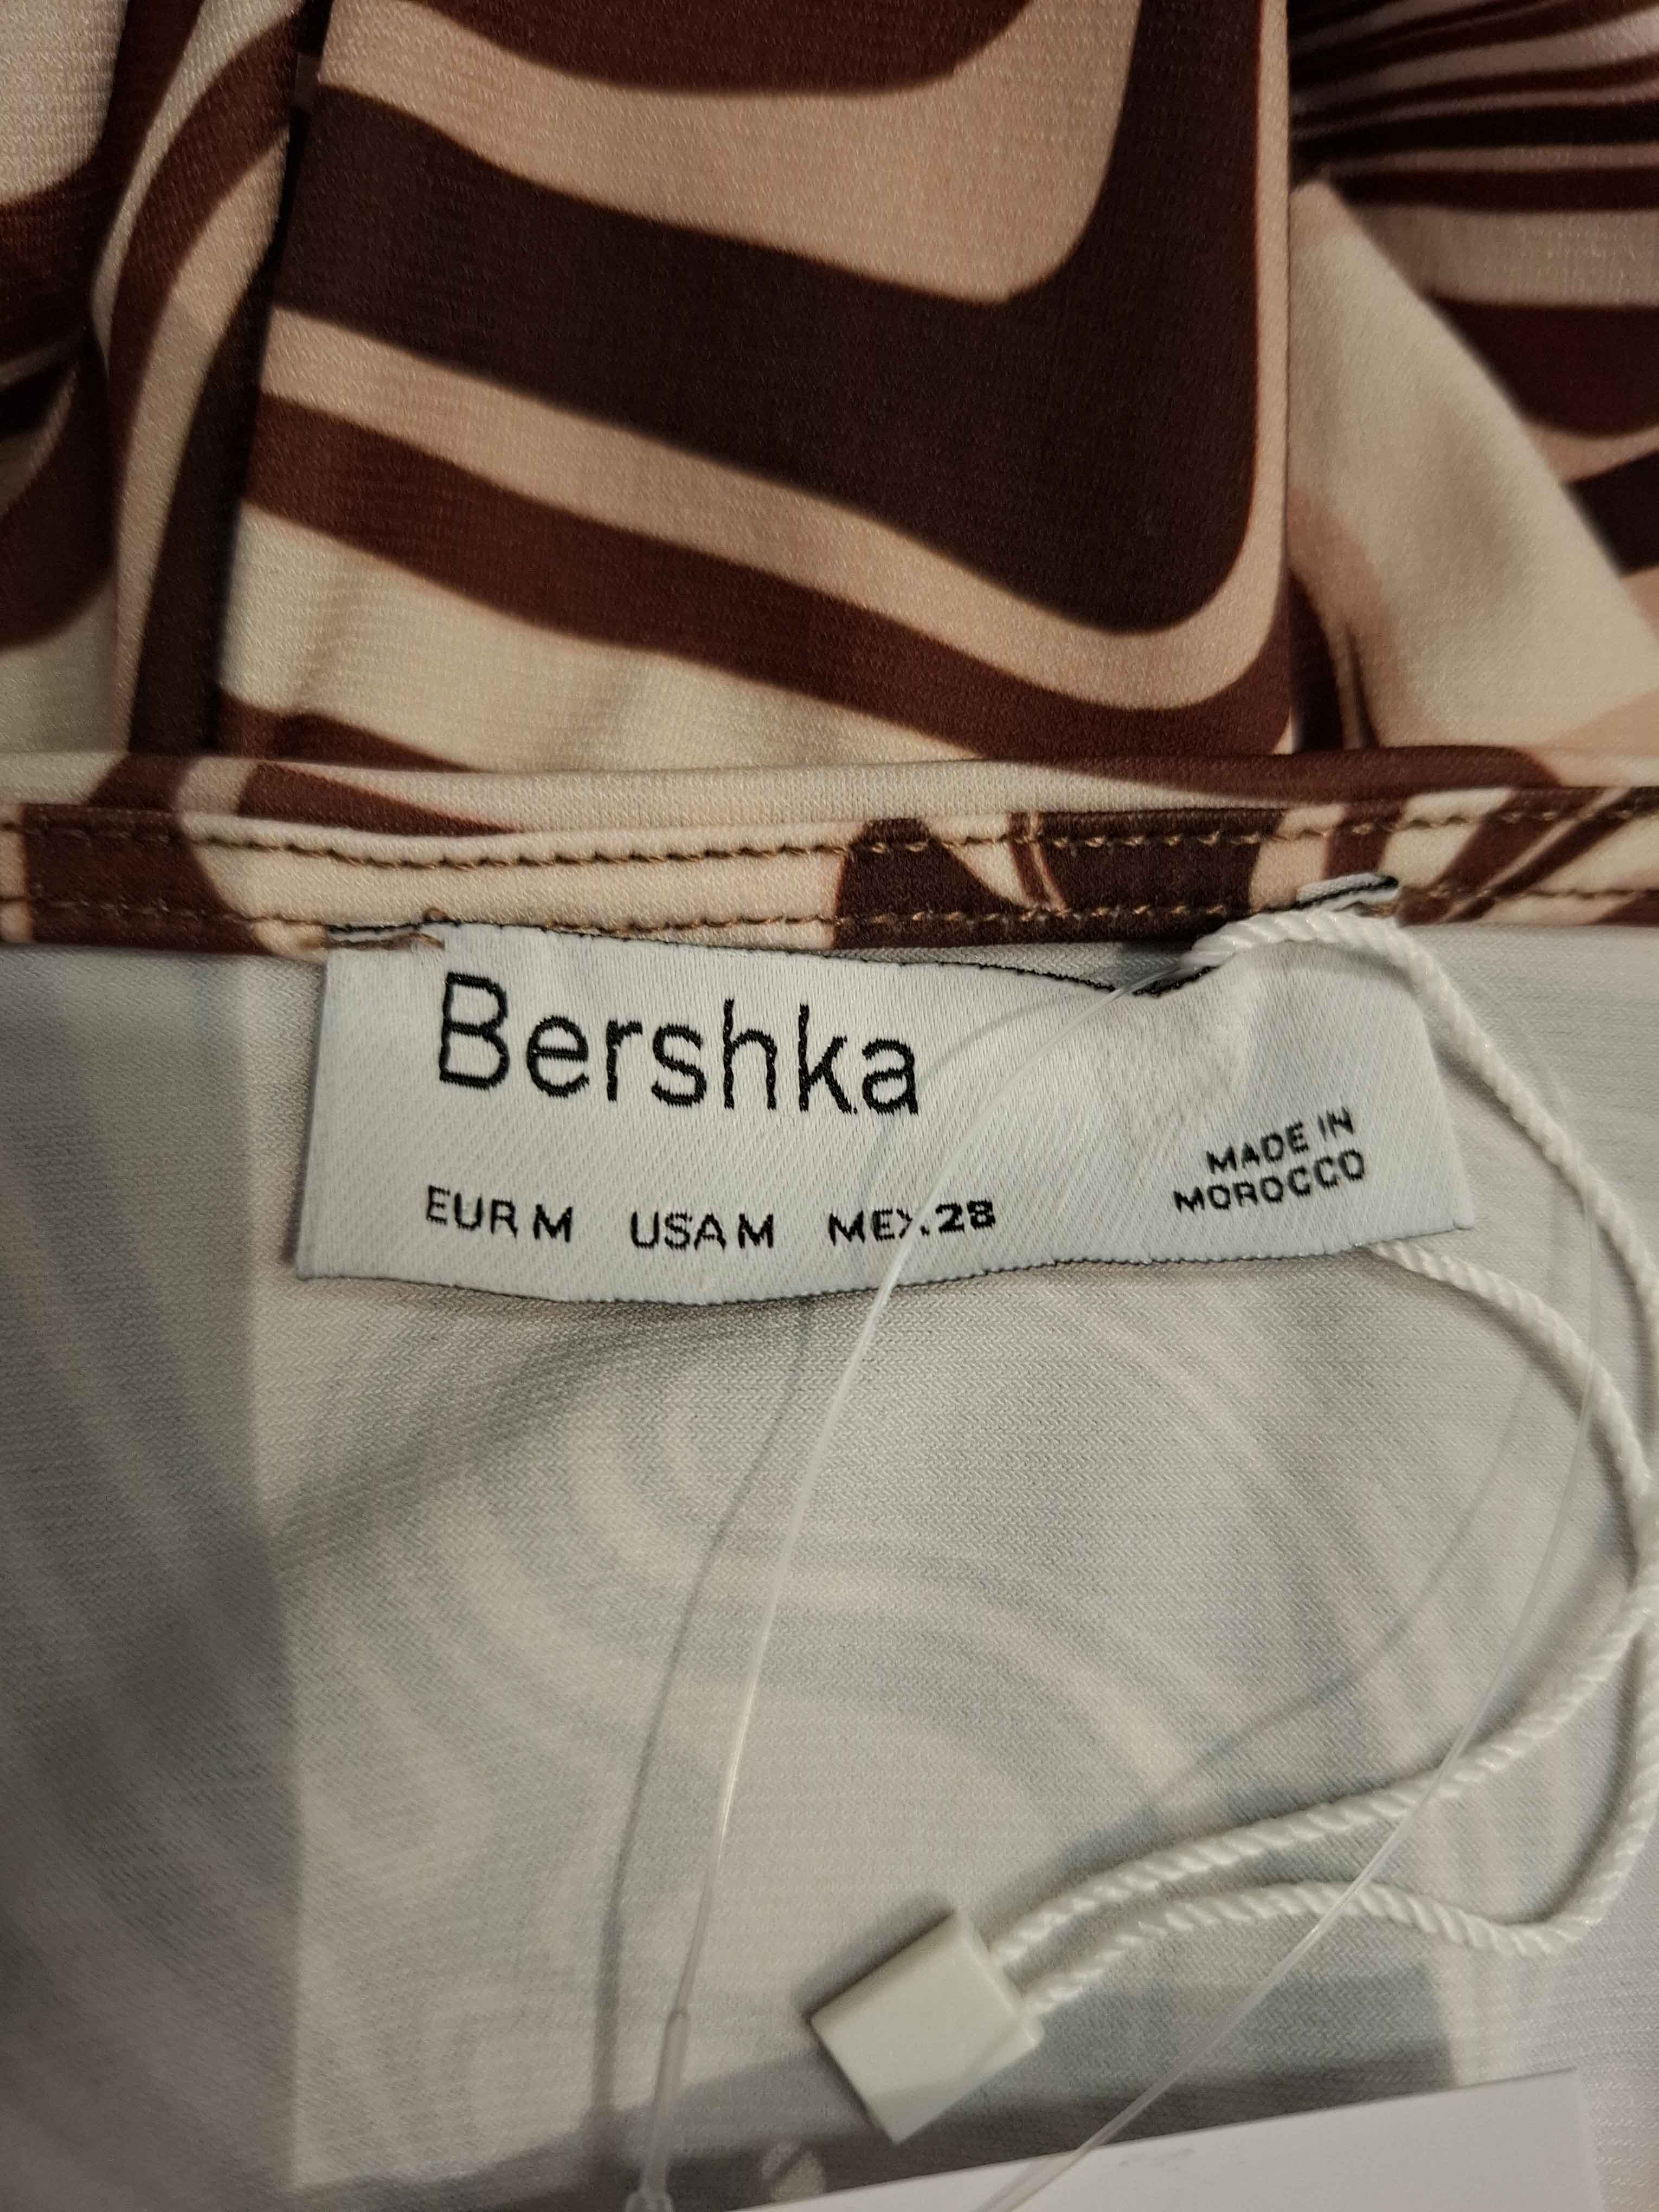 Bershka
MADE IN
MOROCCO
EUR M USA M MEX.28